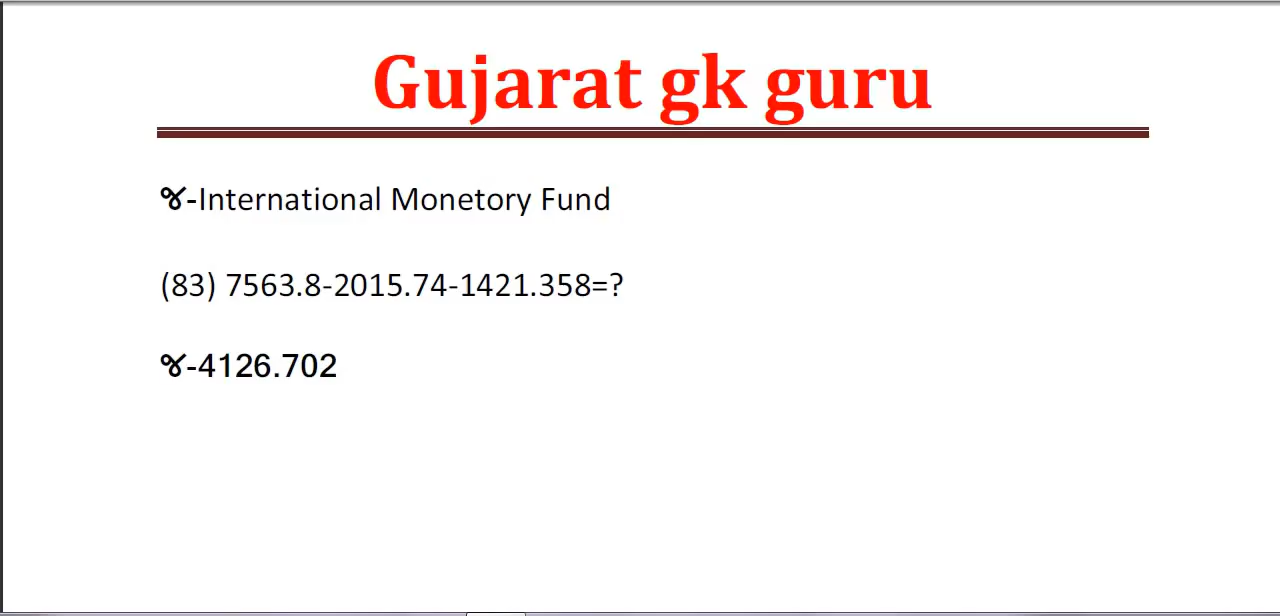 Gujarat gk guru
જ-International Monetory Fund
(83) 7563.8-2015.74-1421.358=?
જ-4126.702